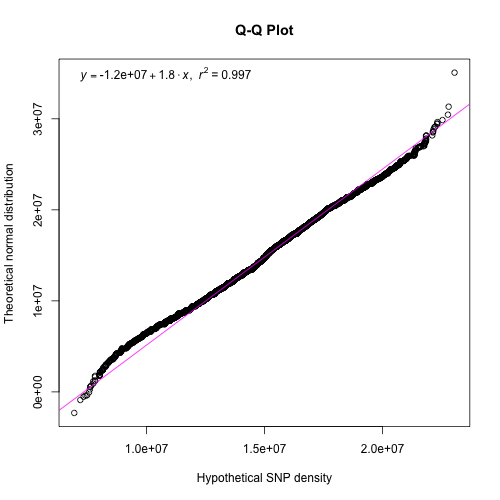 Q-Q Plot
y = -1.2e+07 + 1.8 · x, r² = 0.997
3e+07
2e+07
1e+07
0e+00
Theoretical normal distribution
1.0e+07 1.5e+07 2.0e+07
Hypothetical SNP density